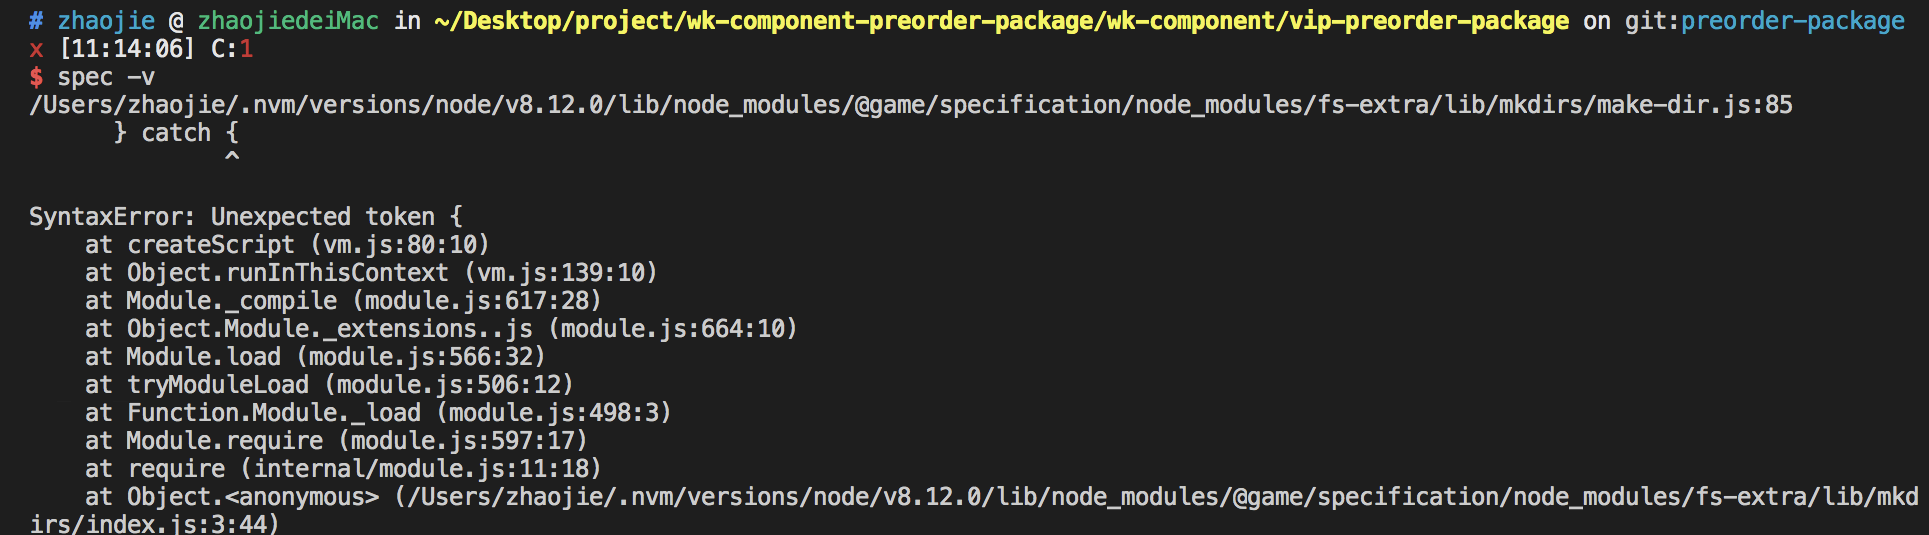 # zhaojie @ zhaojiedeiMac in ~/Desktop/project/wk-component-preorder-package/wk-component/vip-preorder-package on git:preorder-package
x [11:14:06] C:1
$ spec -v
/Users/zhaojie/.nvm/versions/node/v8.12.0/lib/node_modules/@game/specification/node_modules/fs-extra/lib/mkdirs/make-dir.js:85
      } catch {
              ^
SyntaxError: Unexpected token {
    at createScript (vm.js:80:10)
    at Object.runInThisContext (vm.js:139:10)
    at Module._compile (module.js:617:28)
    at Object.Module._extensions..js (module.js:664:10)
    at Module.load (module.js:566:32)
    at tryModuleLoad (module.js:506:12)
    at Function.Module._load (module.js:498:3)
    at Module.require (module.js:597:17)
    at require (internal/module.js:11:18)
    at Object.<anonymous> (/Users/zhaojie/.nvm/versions/node/v8.12.0/lib/node_modules/@game/specification/node_modules/fs-extra/lib/mkd
irs/index.js:3:44)